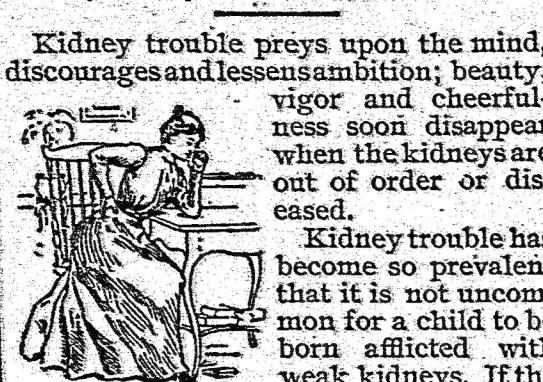 Kidney trouble preys upon the mind,
discourages and lessens ambition; beauty,
vigor and cheerful-
ness soon disappear
when the kidneys are
out of order or dis-
eased.
Kidney trouble has
become so prevalent
that it is not uncom-
mon for a child to be
born afflicted with
weak kidneys. If the